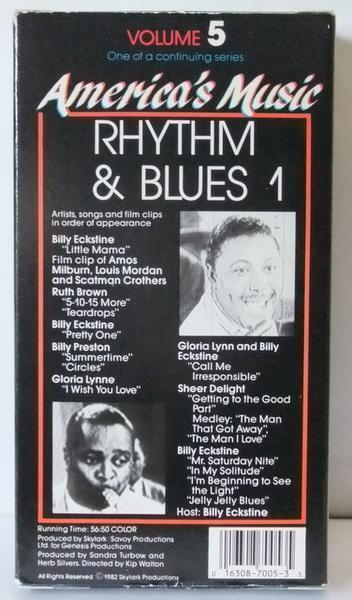 VOLUME 5
One of a continuing series
America's Music
RHYTHM
& BLUES 1
Artists, songs and film clips
in order of appearance
Billy Eckstine
"Little Mama"
Film clip of Amos
Milburn, Louis Mordan
and Scatman Crothers
Ruth Brown
"5-10-15 More"
"Teardrops"
Billy Eckstine
"Pretty One"
Billy Preston
"Summertime"
"Circles"
Gloria Lynne
"I Wish You Love"
Gloria Lynn and Billy
Eckstine
"Call Me
Irresponsible"
Sheer Delight
"Getting to the Good
Part"
Medley: "The Man
That Got Away",
"The Man I Love"
Billy Eckstine
"Mr. Saturday Nite"
"In My Solitude"
"I'm Beginning to See
the Light"
"Jelly Jelly Blues"
Host: Billy Eckstine
Running Time: 56:50 COLOR
Produced by Skylark: Savoy Productions
Ltd. for Genesis Productions
Produced by Sandra Turbow and
Herb Silvers. Directed by Kip Walton
All Rights Reserved ©1982 Skylark Productions
0 16308-7005-3 5